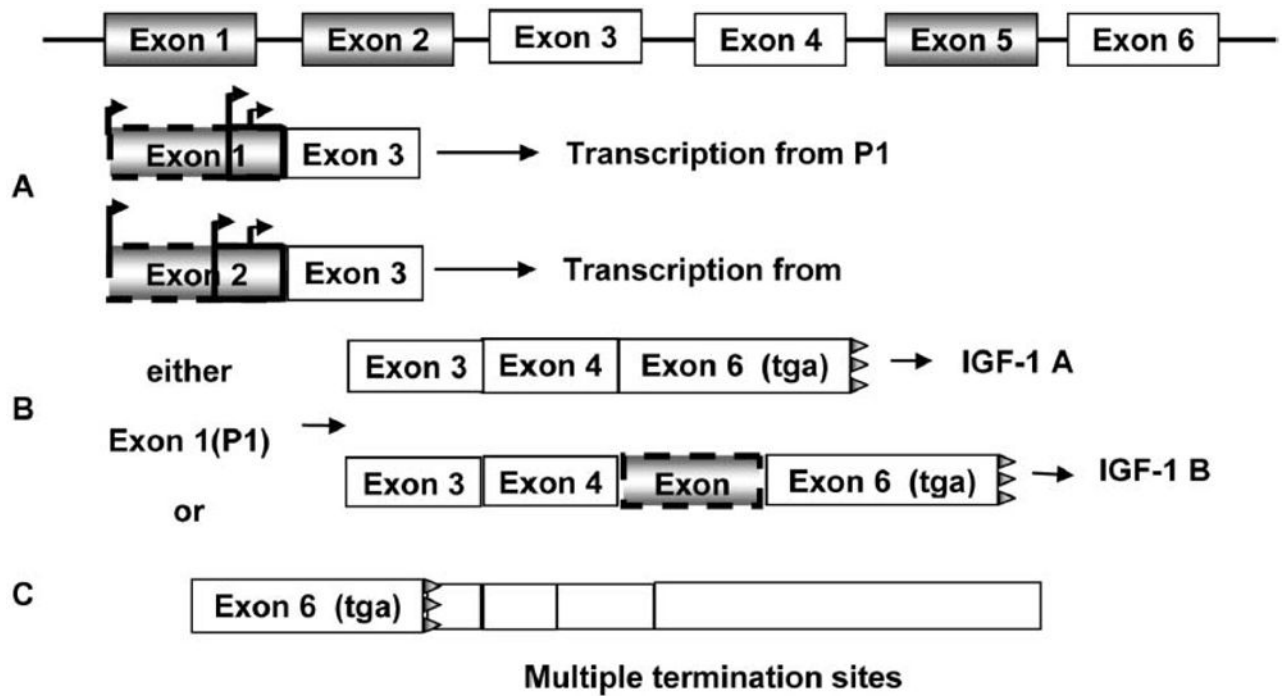 Exon 1 Exon 2 Exon 3 Exon 4 Exon 5 Exon 6
A
Exon 1 Exon 3 Transcription from P1
Exon 2 Exon 3 Transcription from
B
either
Exon 1(P1)
or
Exon 3 Exon 4 Exon 6 (tga) IGF-1 A
Exon 3 Exon 4 Exon Exon 6 (tga) IGF-1 B
C
Exon 6 (tga)
Multiple termination sites